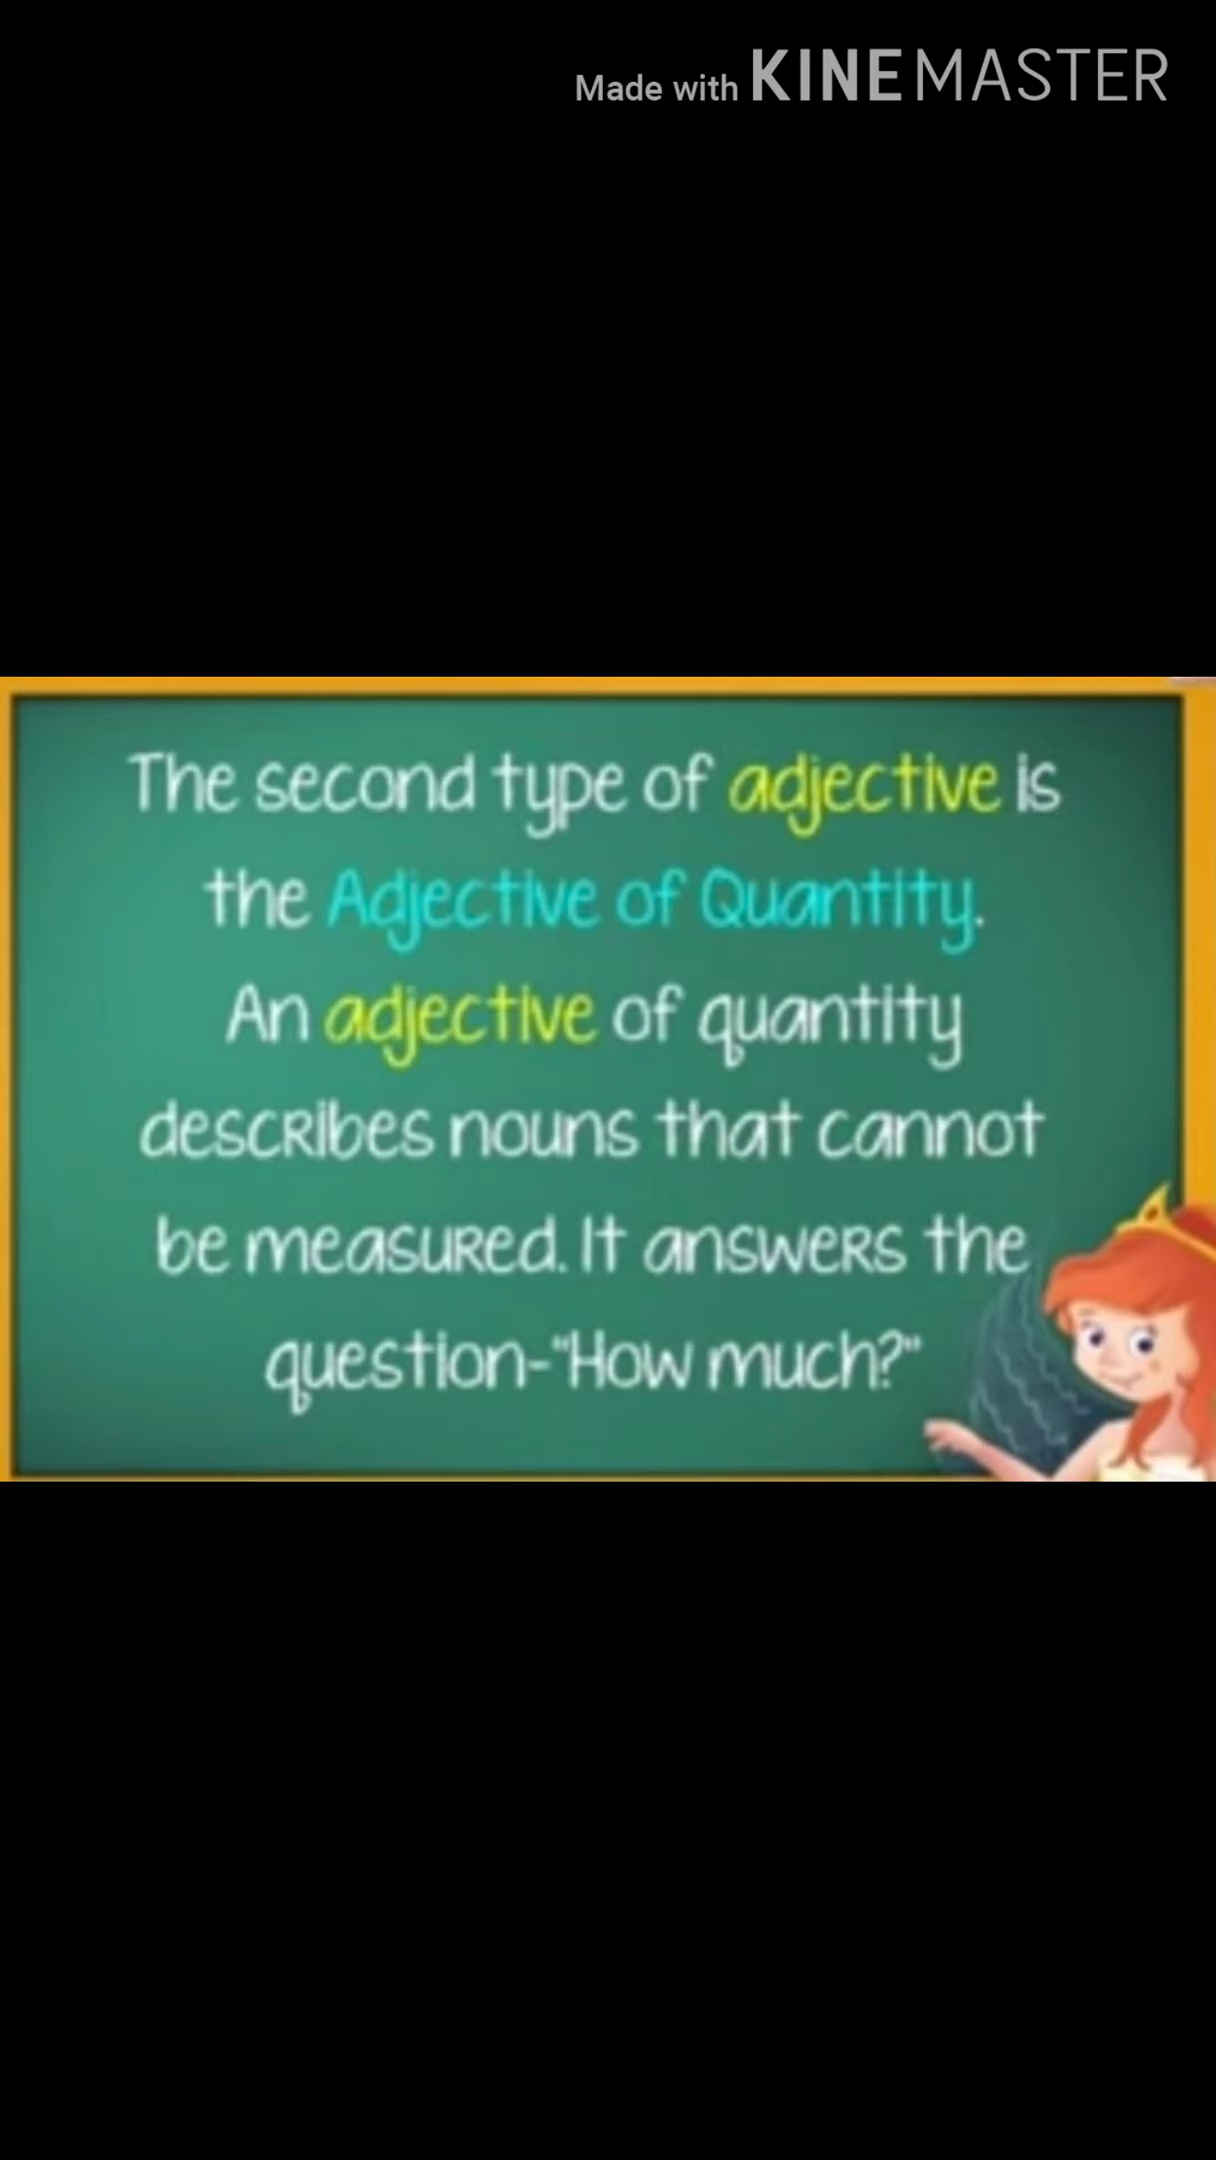 Made with KINEMASTER
The second type of adjective is
the Adjective of Quantity.
An adjective of quantity
describes nouns that cannot
be measured. It answers the
question-"How much?"